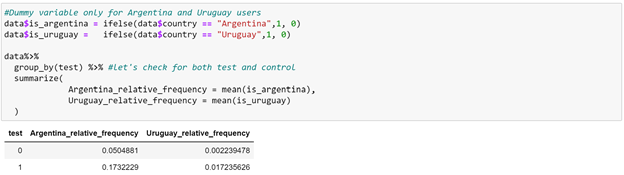 #Dummy variable only for Argentina and Uruguay users
data$is_argentina = ifelse(data$country == "Argentina",1, 0)
data$is_uruguay =   ifelse(data$country == "Uruguay",1, 0)
data%>%
  group_by(test) %>% #let's check for both test and control
  summarize(
            Argentina_relative_frequency = mean(is_argentina),
            Uruguay_relative_frequency = mean(is_uruguay)
  )
test Argentina_relative_frequency Uruguay_relative_frequency
0 0.0504881 0.002239478
1 0.1732229 0.017235626